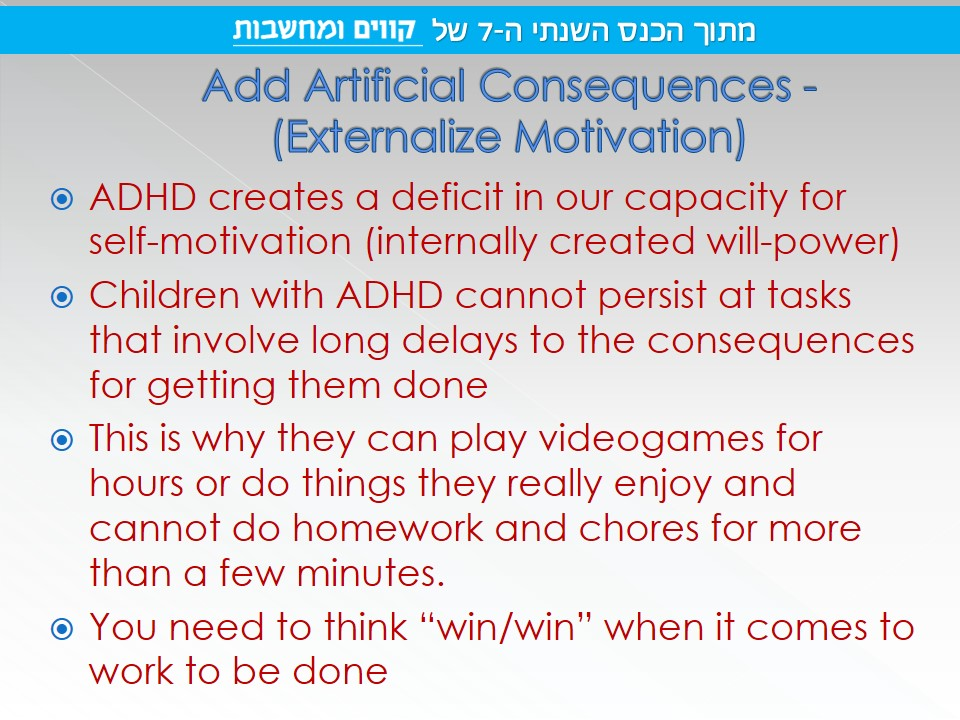 מתוך הכנס השנתי ה-7 של קווים ומחשבות
Add Artificial Consequences -
(Externalize Motivation)
ADHD creates a deficit in our capacity for
self-motivation (internally created will-power)
Children with ADHD cannot persist at tasks
that involve long delays to the consequences
for getting them done
This is why they can play videogames for
hours or do things they really enjoy and
cannot do homework and chores for more
than a few minutes.
You need to think “win/win” when it comes to
work to be done